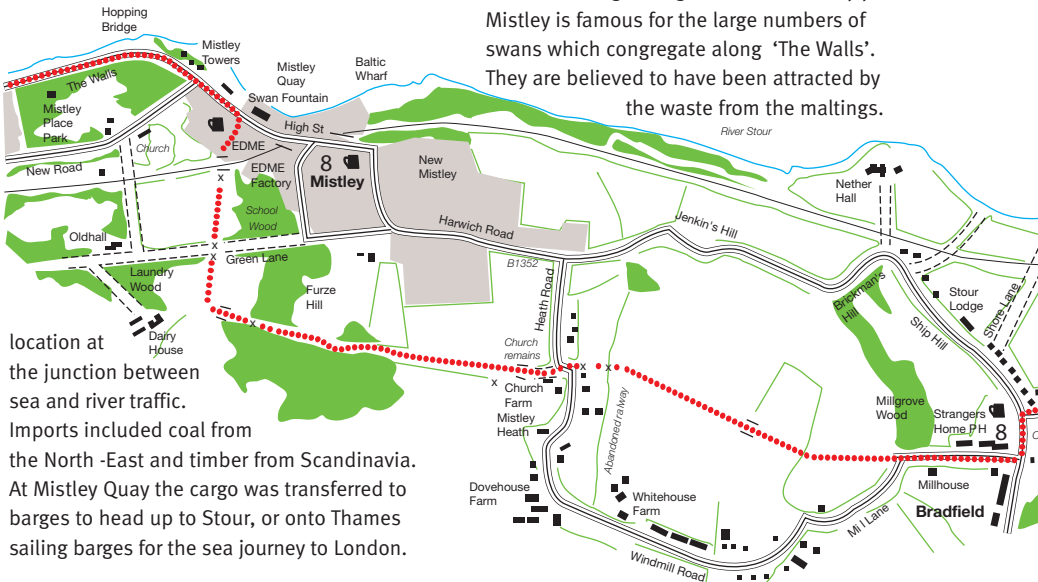 Mistley is famous for the large numbers of
swans which congregate along ‘The Walls’.
They are believed to have been attracted by
the waste from the maltings.
Hopping
Bridge
Mistley
Towers
Mistley
Quay
Swan Fountain
Baltic
Wharf
River Stour
The Walls
Mistley
Place
Park
Church
New Road
High St
EDME
EDME
Factory
8
Mistley
New
Mistley
School
Wood
Nether
Hall
Oldhall
Green Lane
Harwich Road
Jenkin's Hill
B1352
Laundry
Wood
Furze
Hill
Heath Road
Brickman's
Hill
Ship Hill
Stour
Lodge
Shore Lane
Dairy
House
Church
remains
Church
Farm
Mistley
Heath
Abandoned ralway
Millgrove
Wood
Strangers
Home PH
8
Dovehouse
Farm
Whitehouse
Farm
Millhouse
Bradfield
Mi l Lane
Windmill Road
location at
the junction between
sea and river traffic.
Imports included coal from
the North -East and timber from Scandinavia.
At Mistley Quay the cargo was transferred to
barges to head up to Stour, or onto Thames
sailing barges for the sea journey to London.